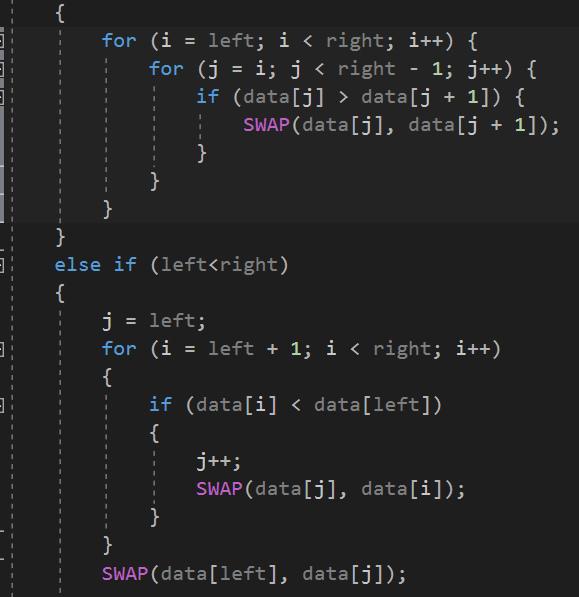 {
for (i = left; i < right; i++) {
for (j = i; j < right - 1; j++) {
if (data[j] > data[j + 1]) {
SWAP(data[j], data[j + 1]);
}
}
}
}
else if (left<right)
{
j = left;
for (i = left + 1; i < right; i++)
{
if (data[i] < data[left])
{
j++;
SWAP(data[j], data[i]);
}
}
SWAP(data[left], data[j]);